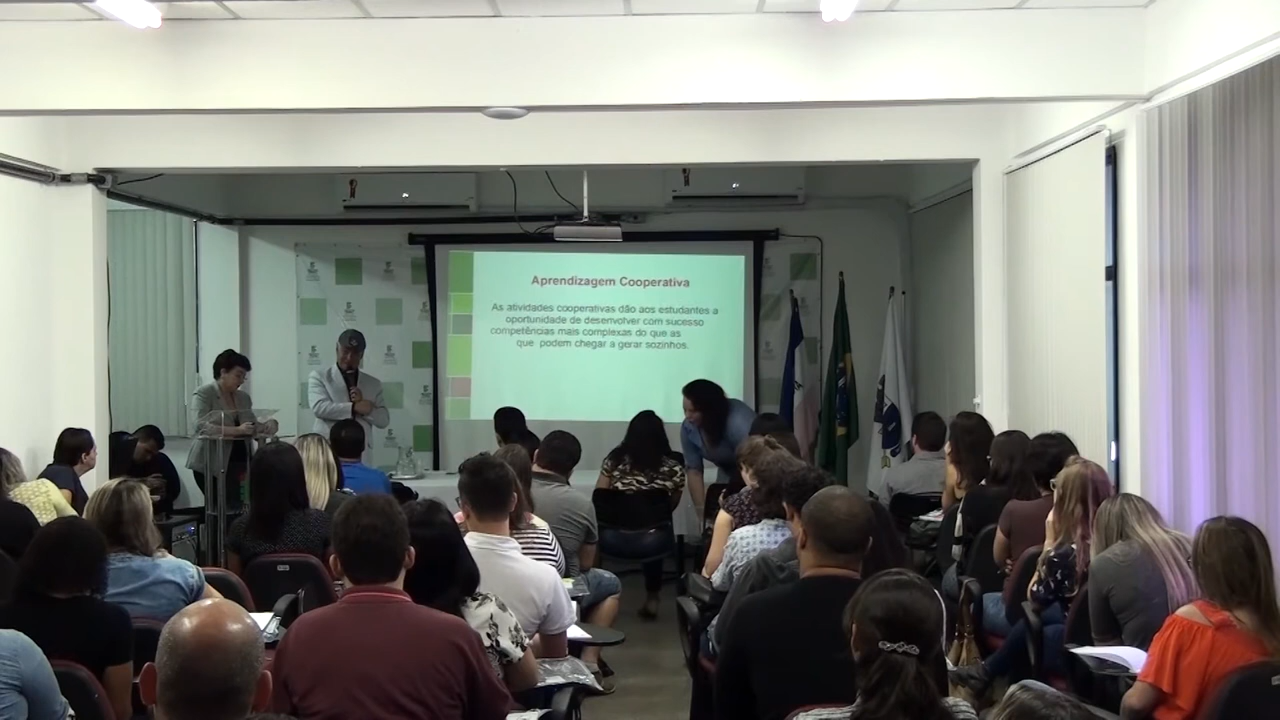 Aprendizagem Cooperativa
As atividades cooperativas dão aos estudantes a
oportunidade de desenvolver com sucesso
competências mais complexas do que as
que podem chegar a gerar sozinhos.